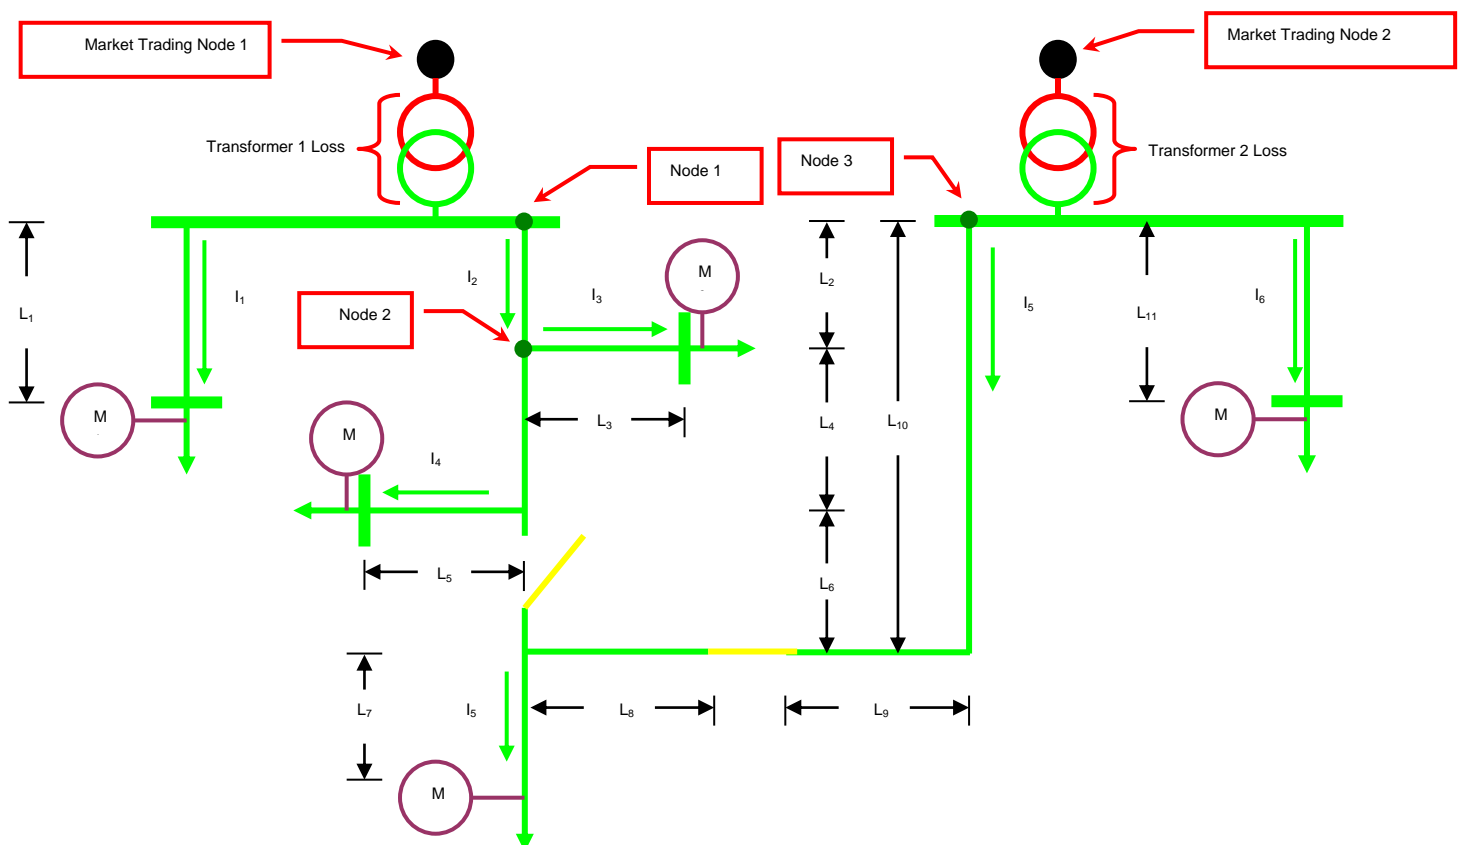 Market Trading Node 1
Market Trading Node 2
Transformer 1 Loss
Node 1
Node 3
Transformer 2 Loss
L1
I1
I2
I3
M
L2
I5
L11
I6
Node 2
M
L3
L4
L10
M
M
I4
L5
L6
L7
I5
L8
L9
M